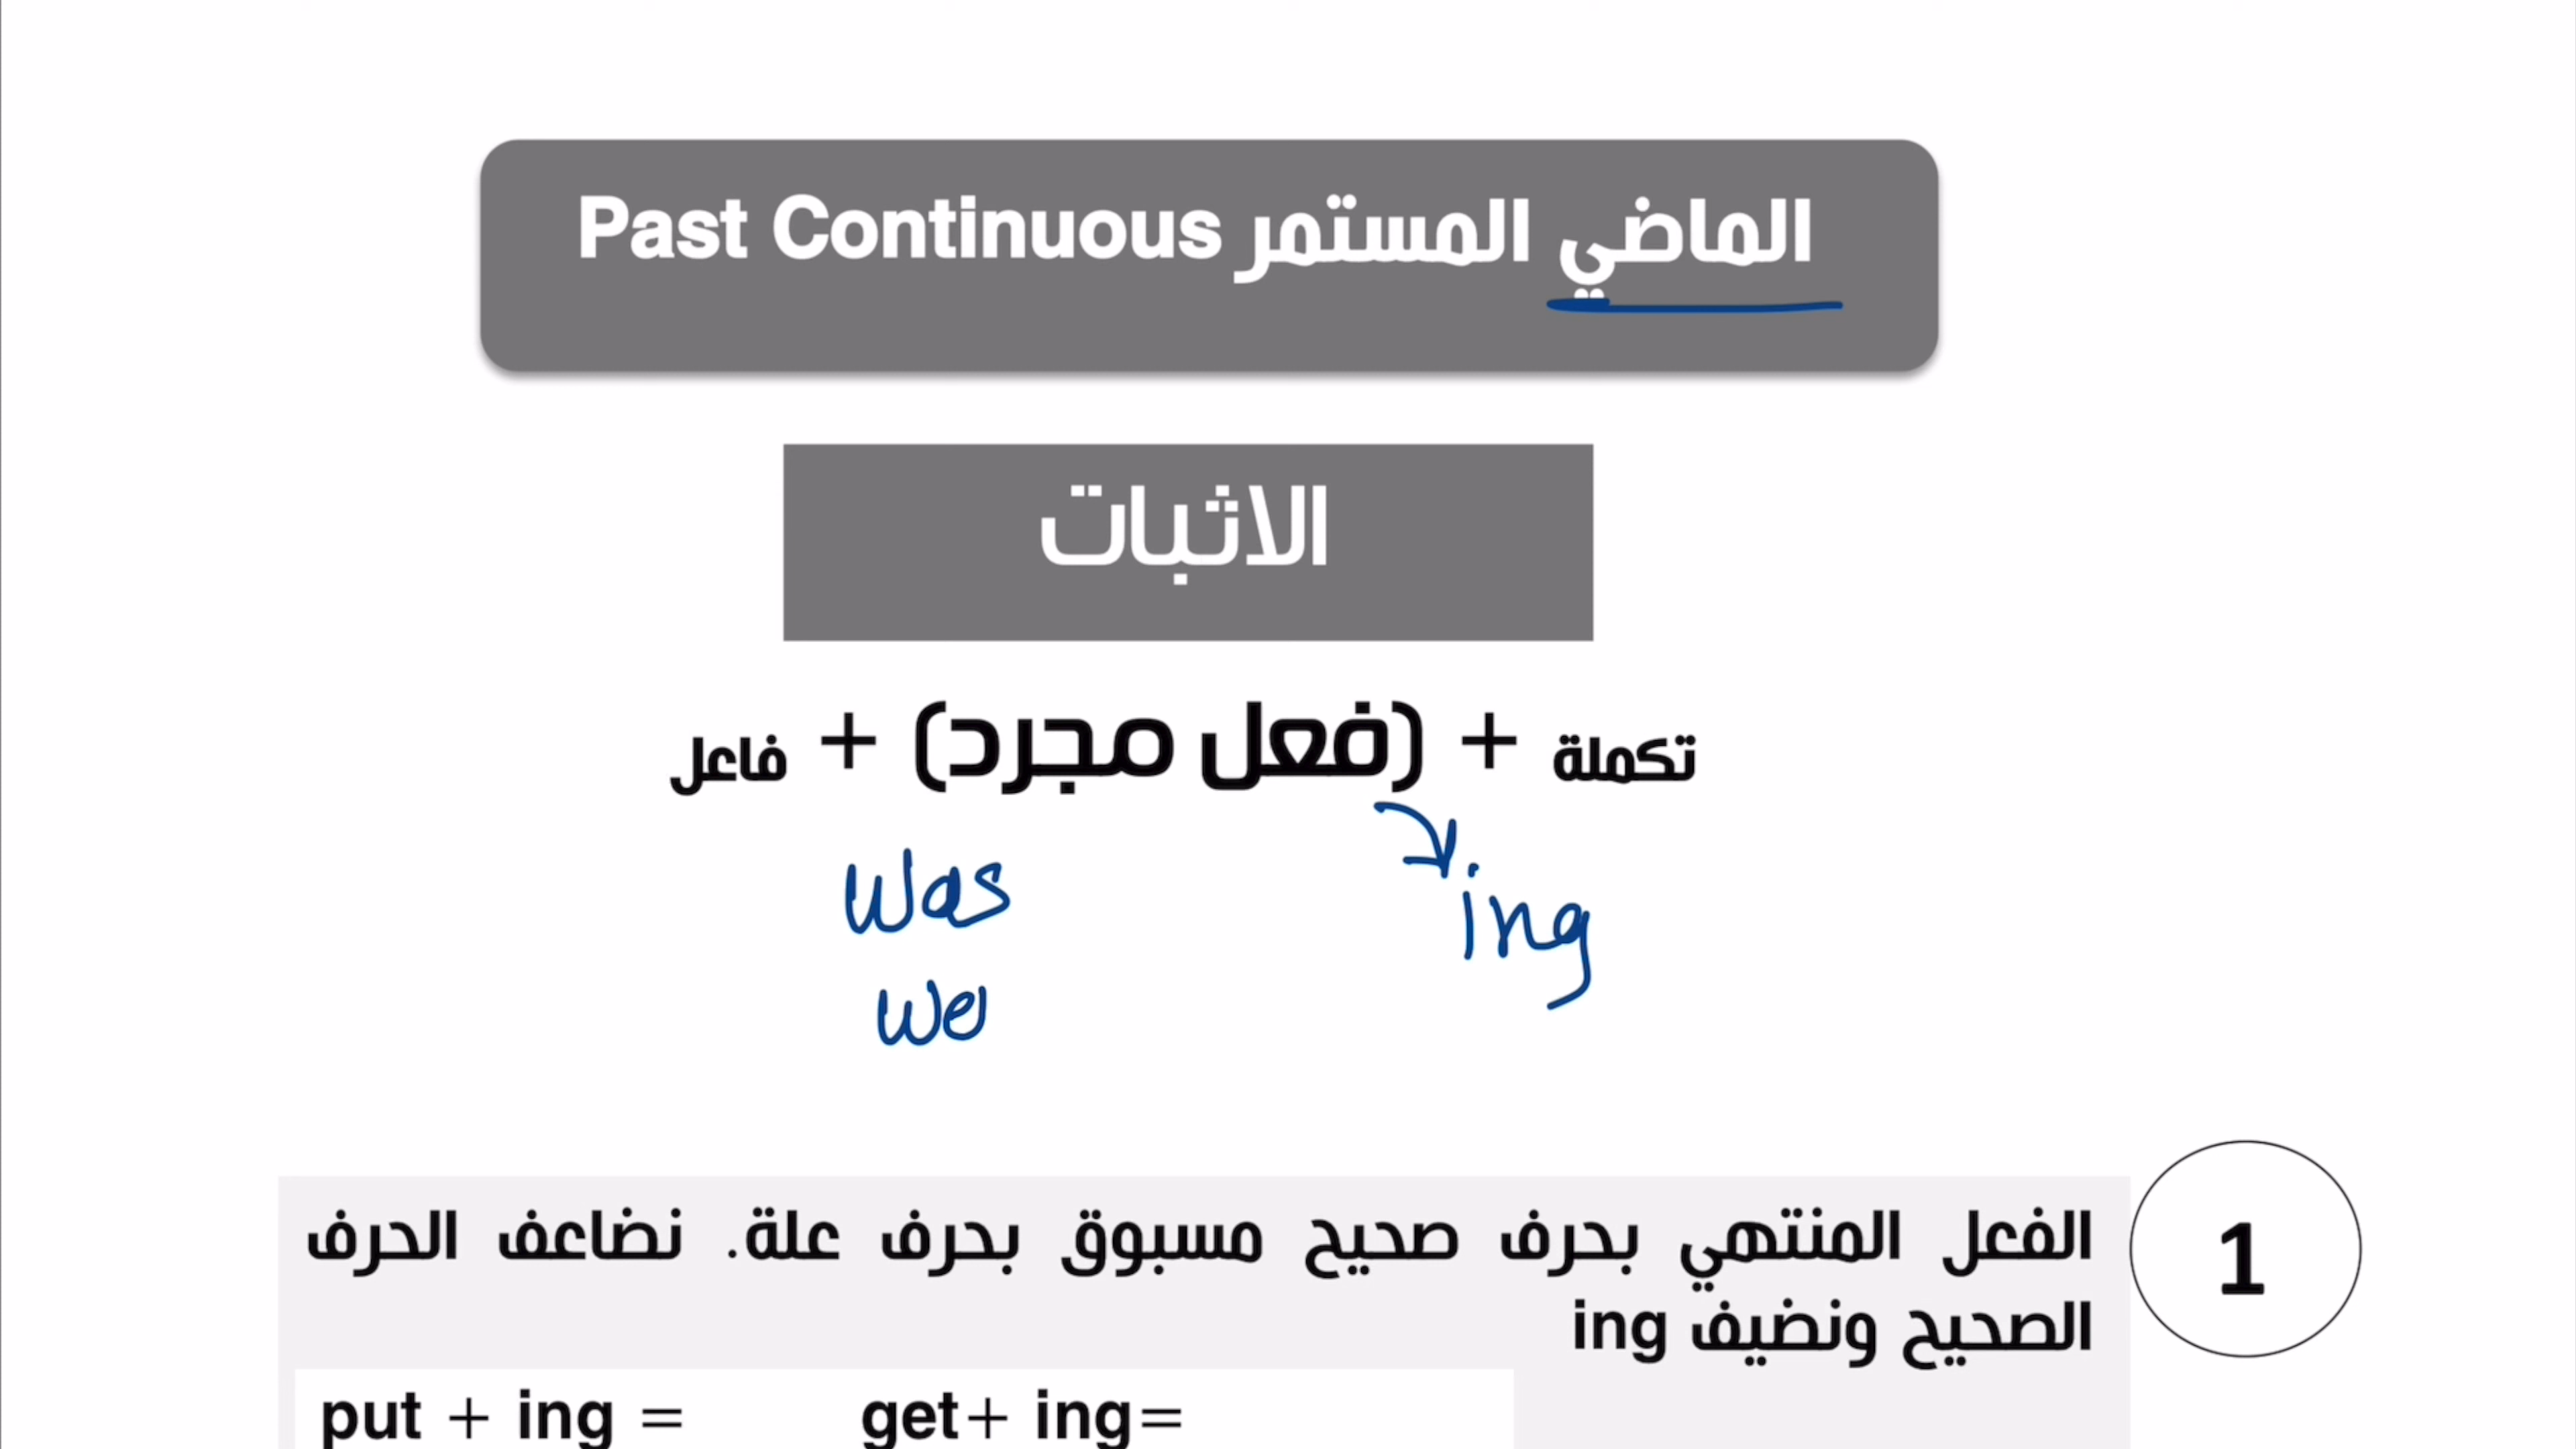 الماضي المستمر Past Continuous
الاثبات
فاعل + (فعل مجرد) + تكملة
was
ing
we
1
الفعل المنتهي بحرف صحيح مسبوق بحرف علة. نضاعف الحرف
الصحيح ونضيف ing
put + ing = get+ ing=